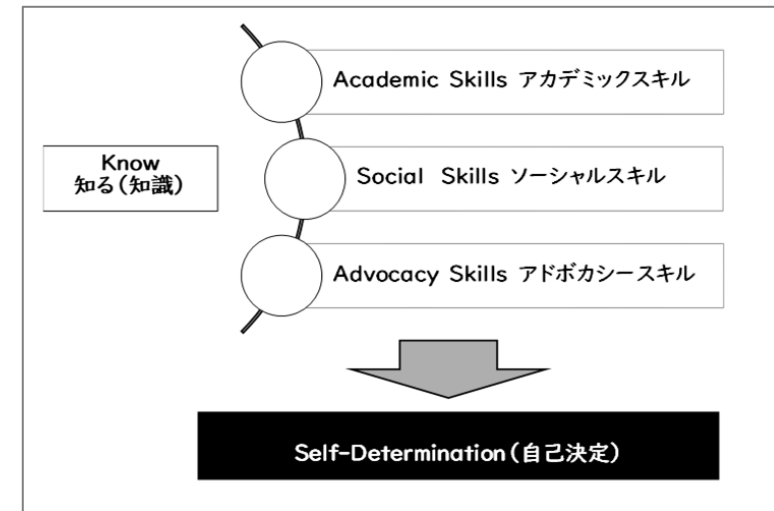 Academic Skills アカデミックスキル
Know
知る(知識)
Social Skills ソーシャルスキル
Advocacy Skills アドボカシースキル
Self-Determination(自己決定)